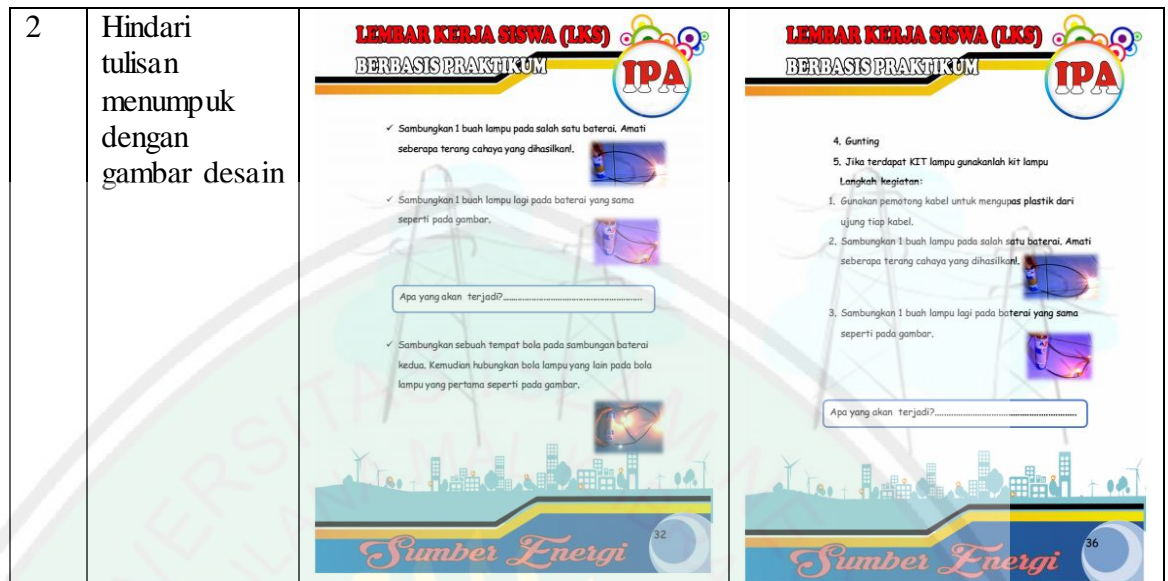 2
Hindari
tulisan
menumpuk
dengan
gambar desain
LEMBAR KERJA SISWA (LKS)
BERBASIS PRAKTIKUM
IPA
✓ Sambungkan 1 buah lampu pada salah satu baterai. Amati
seberapa terang cahaya yang dihasilkan!.
✓ Sambungkan 1 buah lampu lagi pada baterai yang sama
seperti pada gambar.
Apa yang akan terjadi?............................................................
✓ Sambungkan sebuah tempat bola pada sambungan baterai
kedua. Kemudian hubungkan bola lampu yang lain pada bola
lampu yang pertama seperti pada gambar.
32
Sumber Energi
LEMBAR KERJA SISWA (LKS)
BERBASIS PRAKTIKUM
IPA
4. Gunting
5. Jika terdapat KIT lampu gunakanlah kit lampu
Langkah kegiatan:
1. Gunakan pemotong kabel untuk mengupas plastik dari
ujung tiap kabel.
2. Sambungkan 1 buah lampu pada salah satu baterai. Amati
seberapa terang cahaya yang dihasilkan!.
3. Sambungkan 1 buah lampu lagi pada baterai yang sama
seperti pada gambar.
Apa yang akan terjadi?............................................................
36
Sumber Energi